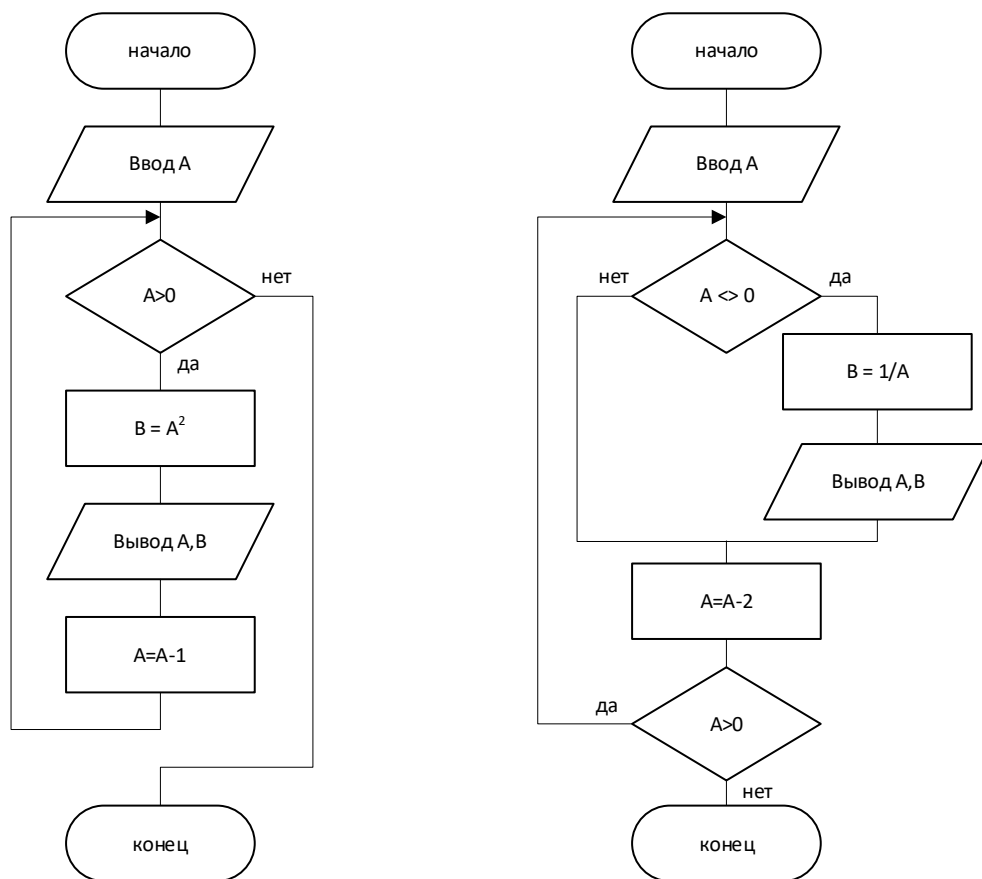 начало
Ввод A
A>0
нет
да
B = A²
Вывод A,B
A=A-1
конец
начало
Ввод A
нет
A <> 0
да
B = 1/A
Вывод A,B
A=A-2
да
A>0
нет
конец